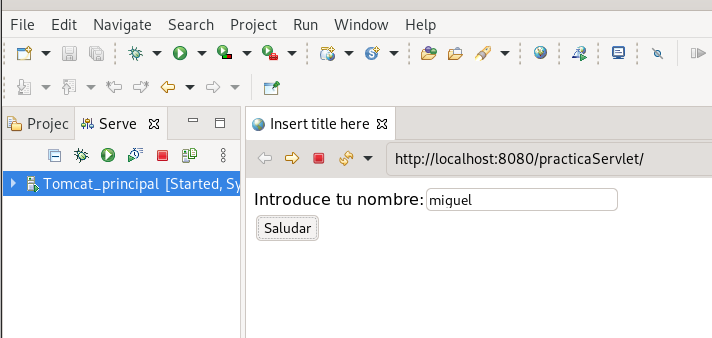 File Edit Navigate Search Project Run Window Help
Projec Serve Insert title here
http://localhost:8080/practicaServlet/
Tomcat_principal [Started, Sy
Introduce tu nombre: miguel
Saludar